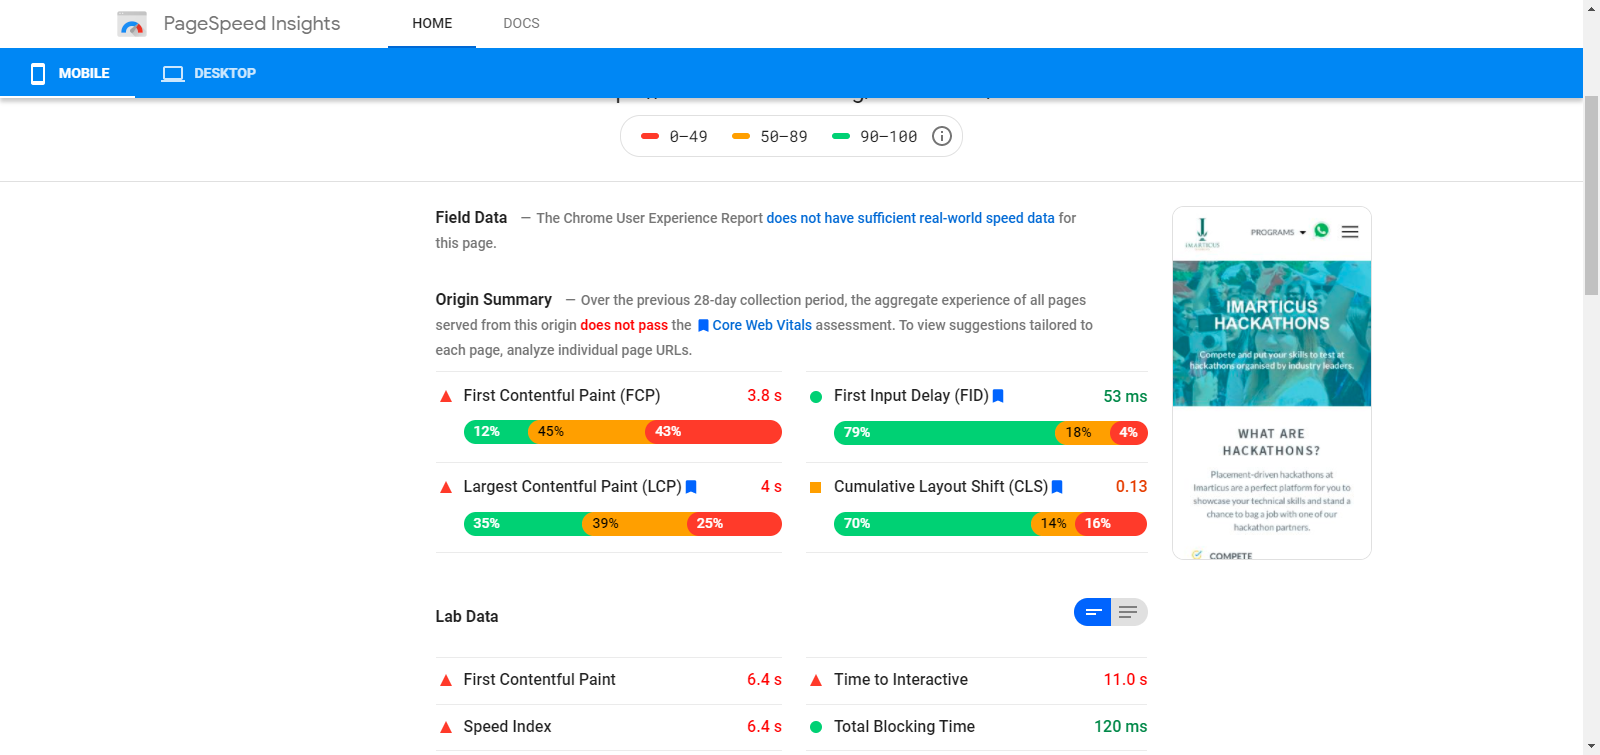 PageSpeed Insights
HOME
DOCS
MOBILE
DESKTOP
0–49
50–89
90–100
Field Data — The Chrome User Experience Report does not have sufficient real-world speed data for
this page.
Origin Summary — Over the previous 28-day collection period, the aggregate experience of all pages
served from this origin does not pass the Core Web Vitals assessment. To view suggestions tailored to
each page, analyze individual page URLs.
First Contentful Paint (FCP) 3.8 s
12% 45% 43%
First Input Delay (FID) 53 ms
79% 18% 4%
Largest Contentful Paint (LCP) 4 s
35% 39% 25%
Cumulative Layout Shift (CLS) 0.13
70% 14% 16%
Lab Data
First Contentful Paint 6.4 s
Time to Interactive 11.0 s
Speed Index 6.4 s
Total Blocking Time 120 ms
IMARTICUS
PROGRAMS
IMARTICUS
HACKATHONS
Compete and put your skills to test at
hackathons organised by industry leaders.
WHAT ARE
HACKATHONS?
Placement-driven hackathons at
Imarticus are a perfect platform for you to
showcase your technical skills and stand a
chance to bag a job with one of our
hackathon partners.
COMPETE